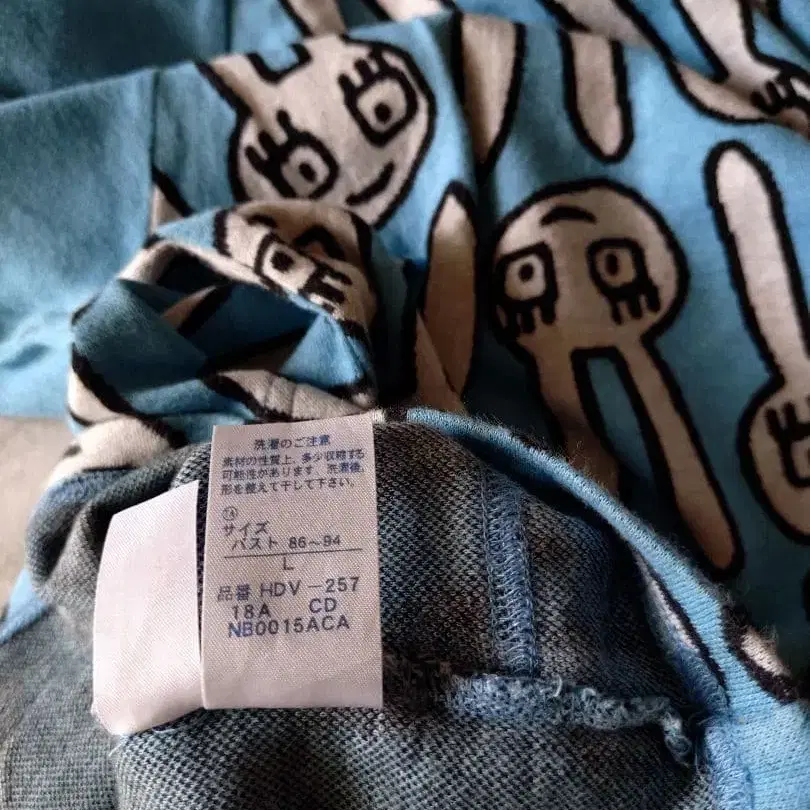 洗濯のご注意
素材の性質上、多少収縮する
可能性があります。洗濯後、
形を整えて干して下さい。
サイズ
バスト 86~94
L
品番 HDV-257
18A CD
NB0015ACA